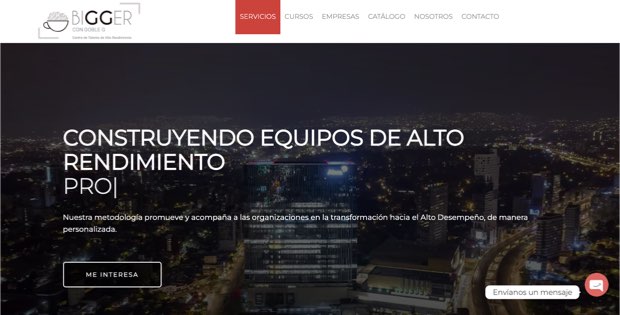 BIGGER
CON DOBLE G
Centro de Talento de Alto Rendimiento
SERVICIOS CURSOS EMPRESAS CATÁLOGO NOSOTROS CONTACTO
CONSTRUYENDO EQUIPOS DE ALTO
RENDIMIENTO
PRO|
Nuestra metodología promueve y acompaña a las organizaciones en la transformación hacia el Alto Desempeño, de manera
personalizada.
ME INTERESA
Envíanos un mensaje